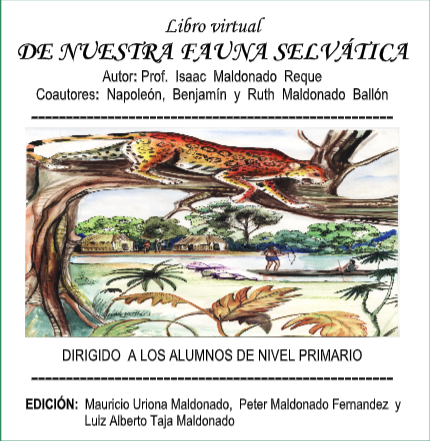 Libro virtual
DE NUESTRA FAUNA SELVÁTICA
Autor: Prof. Isaac Maldonado Reque
Coautores: Napoleón, Benjamín y Ruth Maldonado Ballón
DIRIGIDO A LOS ALUMNOS DE NIVEL PRIMARIO
EDICIÓN: Mauricio Uriona Maldonado, Peter Maldonado Fernandez y
Luiz Alberto Taja Maldonado